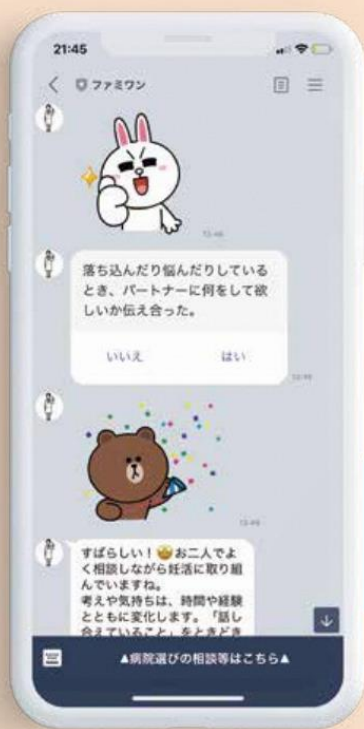 21:45
ファミワン
12:46
落ち込んだり悩んだりしている
とき、パートナーに何をして欲
しいか伝え合った。
いいえ はい
すばらしい！🤩お二人でよ
く相談しながら妊活に取り組
んでいますね。
考えや気持ちは、時間や経験
とともに変化します。「話し
合えていること」をときどき
▲病院選びの相談等はこちら▲